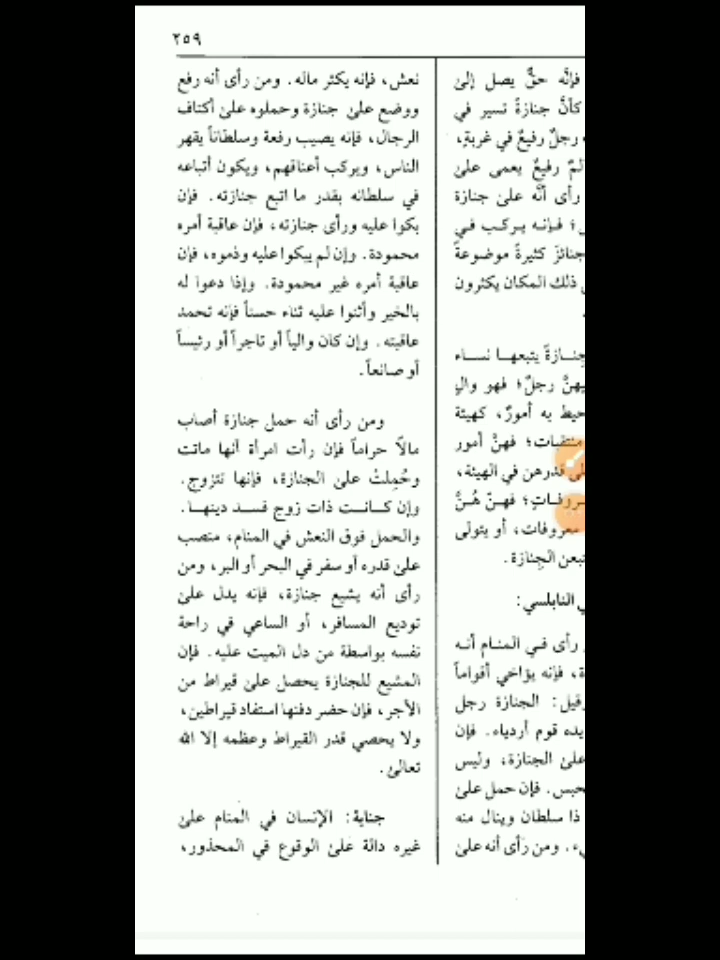 ٢٥٩
فإنَّه حقٌّ يصل إلىٰ
كأنَّ جنازةً تسير في
رجلٌ رفيعٌ في غربةٍ،
رفيعٌ يعمى علىٰ
رأى أنَّه علىٰ جنازة
؛ فإنه يركب في
جنائزَ كثيرةً موضوعةً
ذلك المكان يكثرون
.
يتبعها نساء
رجلٌ؛ فهو والٍ
به أمورٌ، كهيئة
فهنَّ أمور
قدرهن في الهيئة،
فهنّ هُنَّ
معروفات، أو يتولى
تبعن الجِنازة.
النابلسي:
رأى في المنام أنه
، فإنه يؤاخي أقواماً
وقيل: الجنازة رجل
يده قوم أردياء. فإن
علىٰ الجنازة، وليس
فإن حمل علىٰ
ذا سلطان وينال منه
. ومن رأى أنه علىٰ
نعش، فإنه يكثر ماله. ومن رأى أنه رفع
ووضع علىٰ جنازة وحملوه علىٰ أكتاف
الرجال، فإنه يصيب رفعة وسلطاناً يقهر
الناس، ويركب أعناقهم، ويكون أتباعه
في سلطانه بقدر ما اتبع جنازته. فإن
بكوا عليه ورأى جنازته، فإن عاقبة أمره
محمودة. وإن لم يبكوا عليه وذموه، فإن
عاقبة أمره غير محمودة. وإذا دعوا له
بالخير وأثنوا عليه ثناء حسناً فإنه تحمد
عاقبته. وإن كان والياً أو تاجراً أو رئيساً
أو صانعاً.
ومن رأى أنه حمل جنازة أصاب
مالاً حراماً فإن رأت امرأة أنها ماتت
وحُمِلتْ علىٰ الجنازة، فإنها تتزوج.
وإن كانت ذات زوج فسد دينها.
والحمل فوق النعش في المنام، منصب
علىٰ قدره أو سفر في البحر أو البر، ومن
رأى أنه يشيع جنازة، فإنه يدل علىٰ
توديع المسافر، أو الساعي في راحة
نفسه بواسطة من دل الميت عليه. فإن
المشيع للجنازة يحصل علىٰ قيراط من
الأجر، فإن حضر دفنها استفاد قيراطين،
ولا يحصي قدر القيراط وعظمه إلا الله
تعالىٰ.
جناية: الإنسان في المنام علىٰ
غيره دالة علىٰ الوقوع في المحذور،